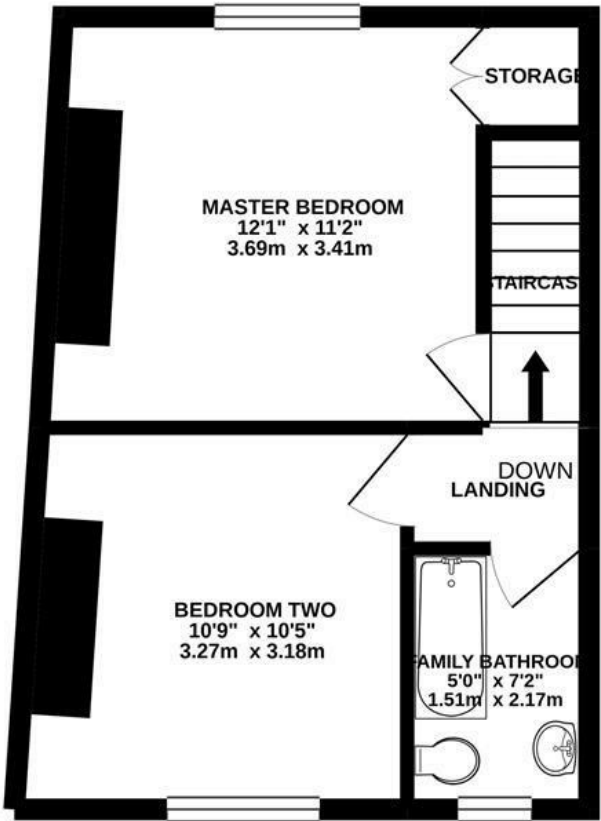 STORAGE
MASTER BEDROOM
12'1" x 11'2"
3.69m x 3.41m
TAIRCAS
DOWN
LANDING
BEDROOM TWO
10'9" x 10'5"
3.27m x 3.18m
FAMILY BATHROOM
5'0" x 7'2"
1.51m x 2.17m